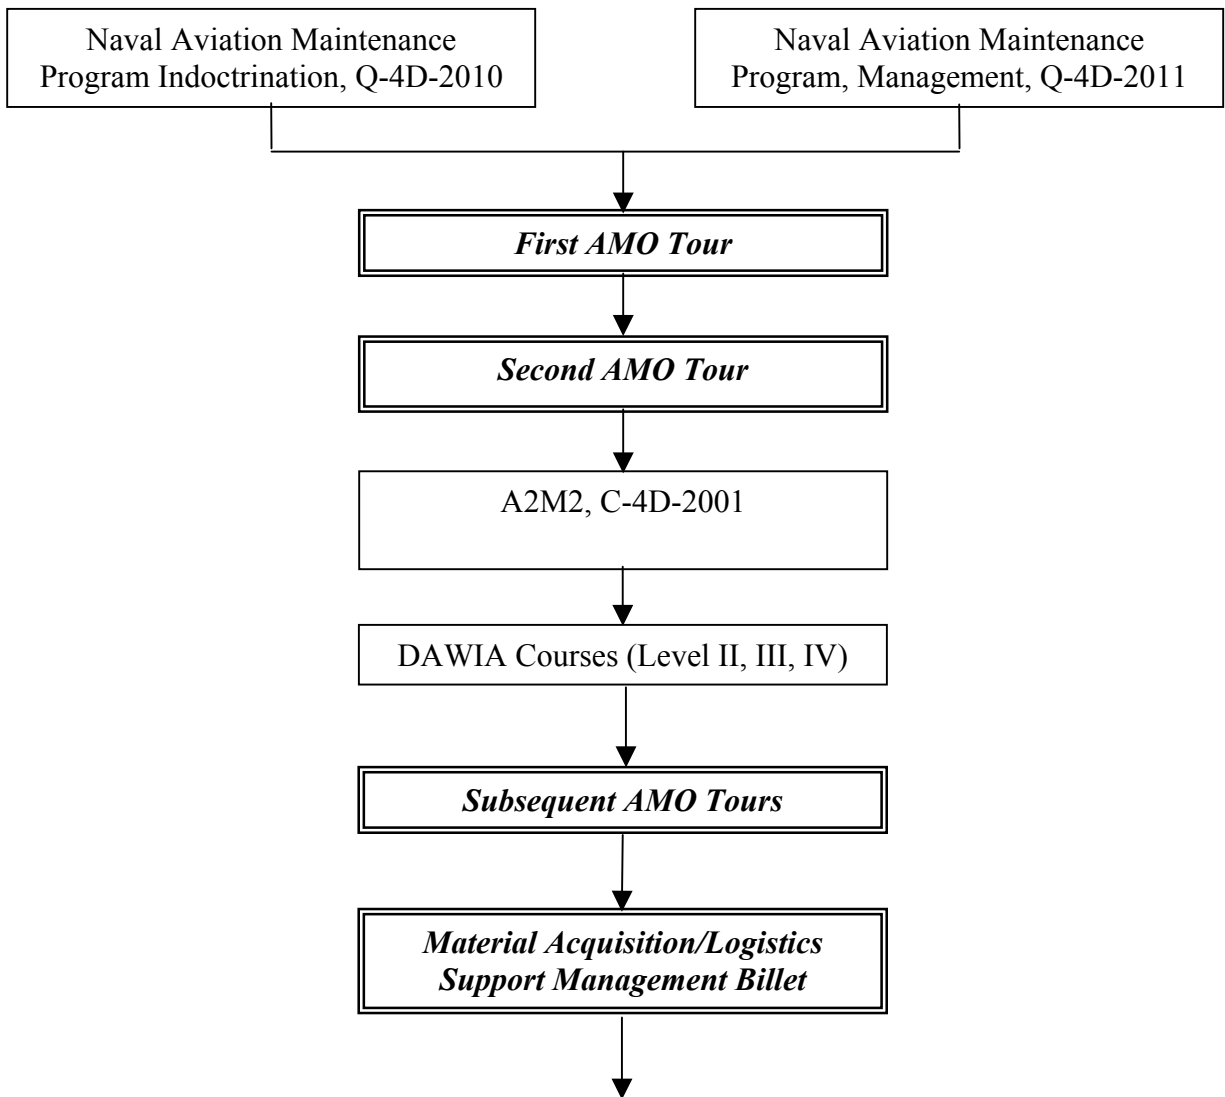 Naval Aviation Maintenance
Program Indoctrination, Q-4D-2010
Naval Aviation Maintenance
Program, Management, Q-4D-2011
First AMO Tour
Second AMO Tour
A2M2, C-4D-2001
DAWIA Courses (Level II, III, IV)
Subsequent AMO Tours
Material Acquisition/Logistics
Support Management Billet